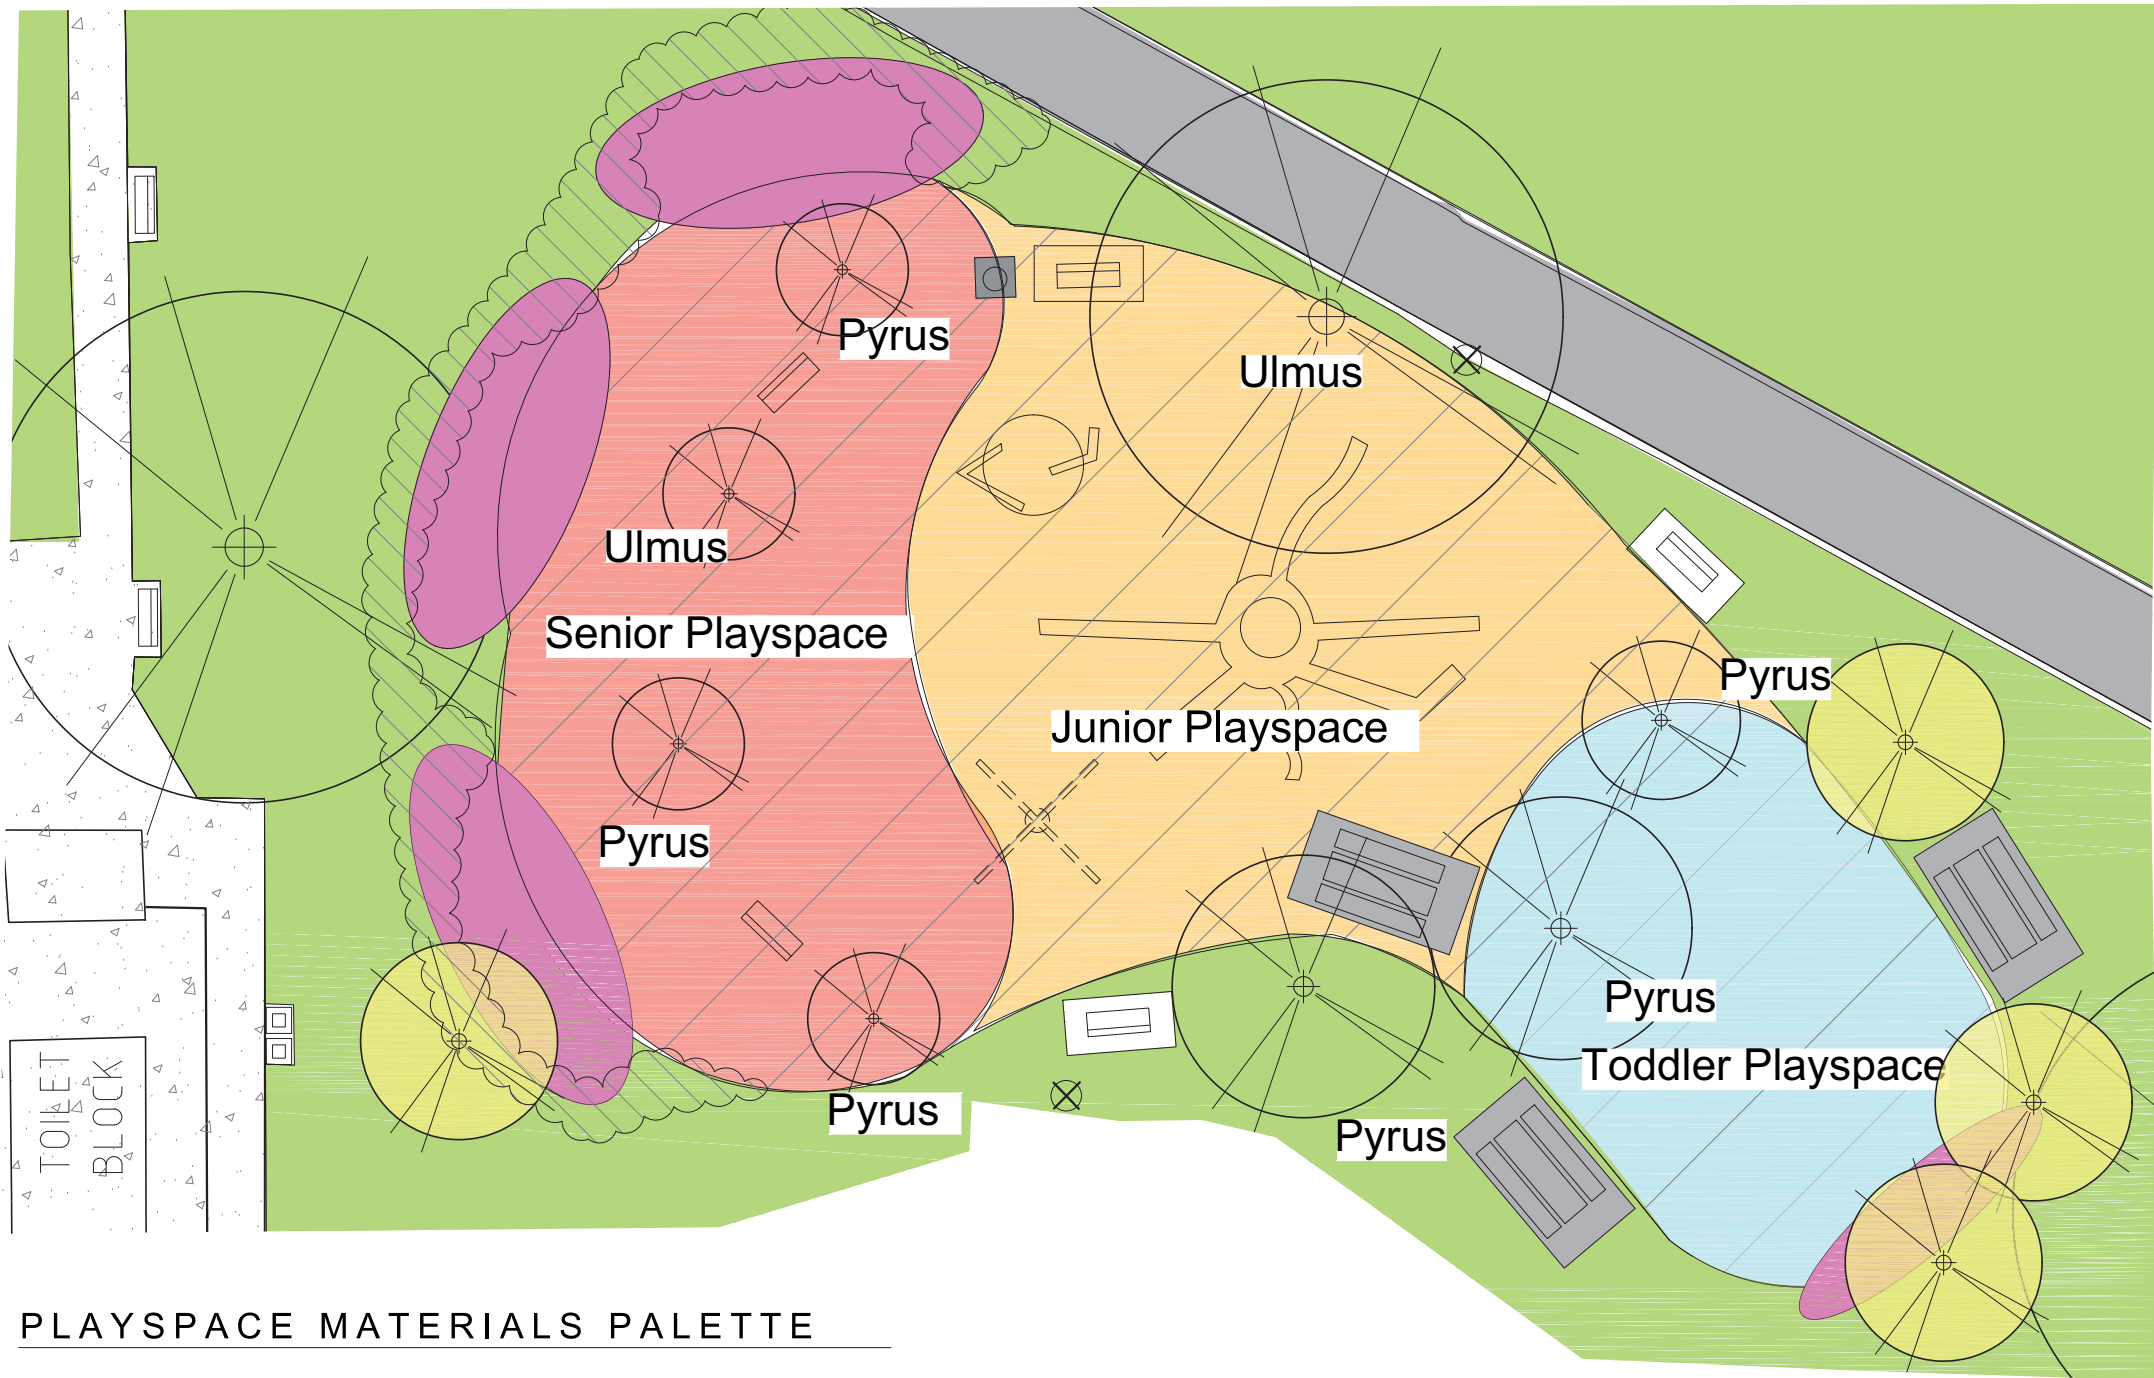 Pyrus
Ulmus
Ulmus
Senior Playspace
Pyrus
Junior Playspace
Pyrus
Pyrus
Toddler Playspace
Pyrus
Pyrus
TOILET
BLOCK
PLAYSPACE MATERIALS PALETTE